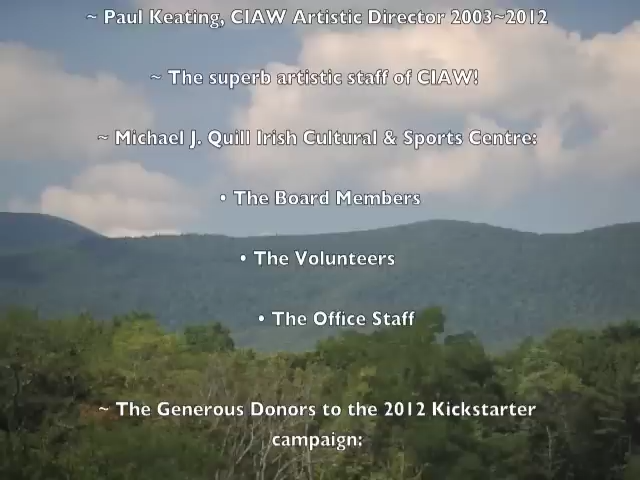 ~ Paul Keating, CIAW Artistic Director 2003~2012
~ The superb artistic staff of CIAW!
~ Michael J. Quill Irish Cultural & Sports Centre:
• The Board Members
• The Volunteers
• The Office Staff
~ The Generous Donors to the 2012 Kickstarter
campaign: